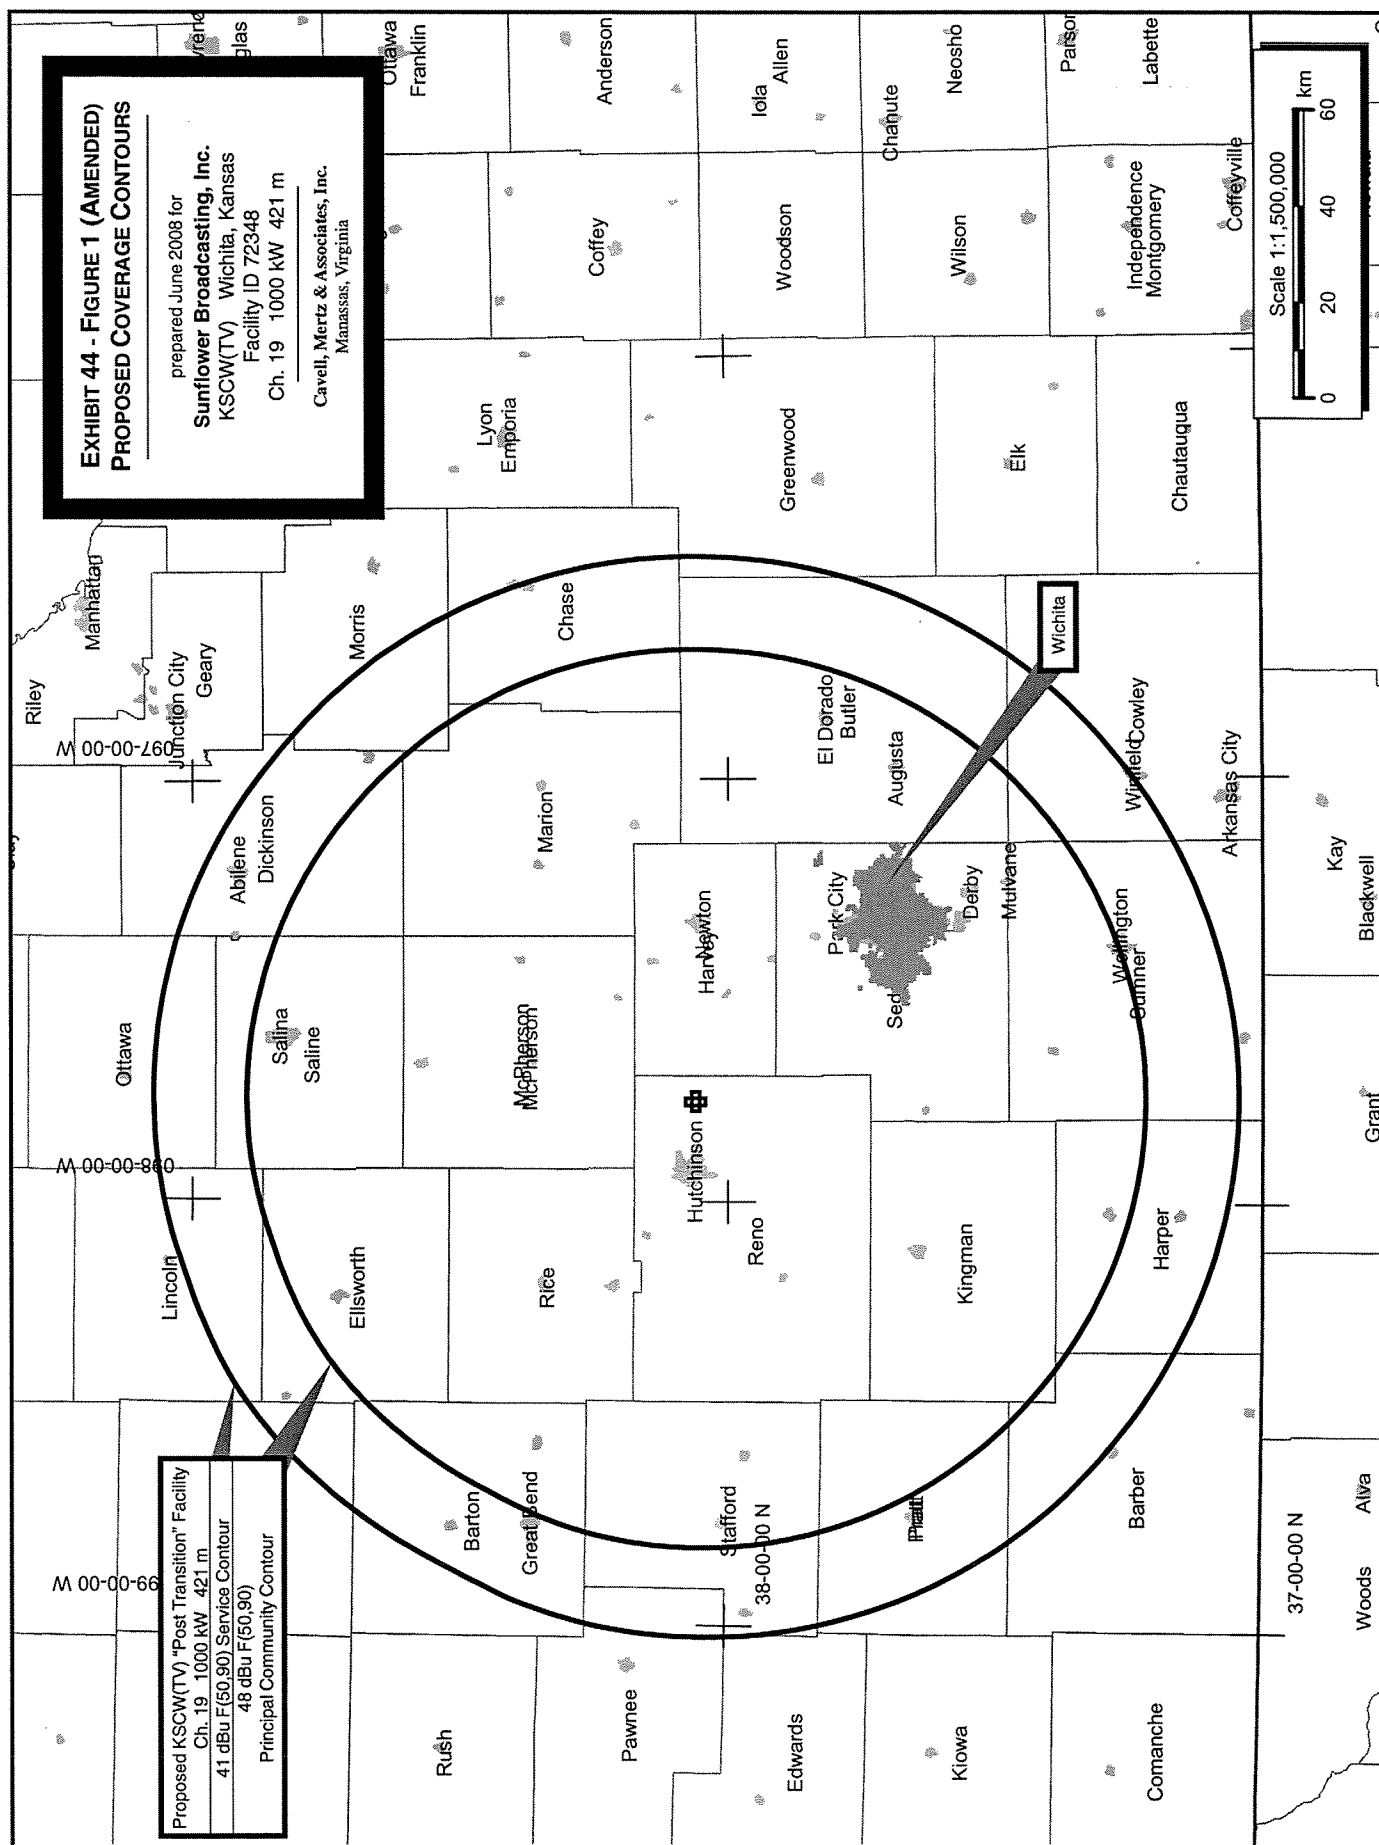 EXHIBIT 44 - FIGURE 1 (AMENDED)
PROPOSED COVERAGE CONTOURS
prepared June 2008 for
Sunflower Broadcasting, Inc.
KSCW(TV) Wichita, Kansas
Facility ID 72348
Ch. 19 1000 kW 421 m
Cavell, Mertz & Associates, Inc.
Manassas, Virginia
Proposed KSCW(TV) "Post Transition" Facility
Ch. 19 1000 kW 421 m
41 dBu F(50,90) Service Contour
48 dBu F(50,90)
Principal Community Contour
Wichita
Scale 1:1,500,000
0 20 40 60 km
099-00-00 W
098-00-00 W
097-00-00 W
38-00-00 N
37-00-00 N
Riley
Manhattan
Junction City
Geary
Ottawa
Franklin
Anderson
Iola
Allen
Chanute
Neosho
Labette
Coffey
Woodson
Wilson
Independence
Montgomery
Coffeyville
Lyon
Emporia
Greenwood
Elk
Chautauqua
Morris
Chase
Abilene
Dickinson
Marion
El Dorado
Butler
Augusta
Winfield
Cowley
Arkansas City
Ottawa
Salina
Saline
McPherson
McPherson
Newton
Harvey
Park City
Derby
Mulvane
Sed
Wellington
Sumner
Lincoln
Ellsworth
Rice
Hutchinson
Reno
Kingman
Harper
Barton
Great Bend
Stafford
Pratt
Pratt
Barber
Rush
Pawnee
Edwards
Kiowa
Comanche
Woods
Alva
Grant
Kay
Blackwell